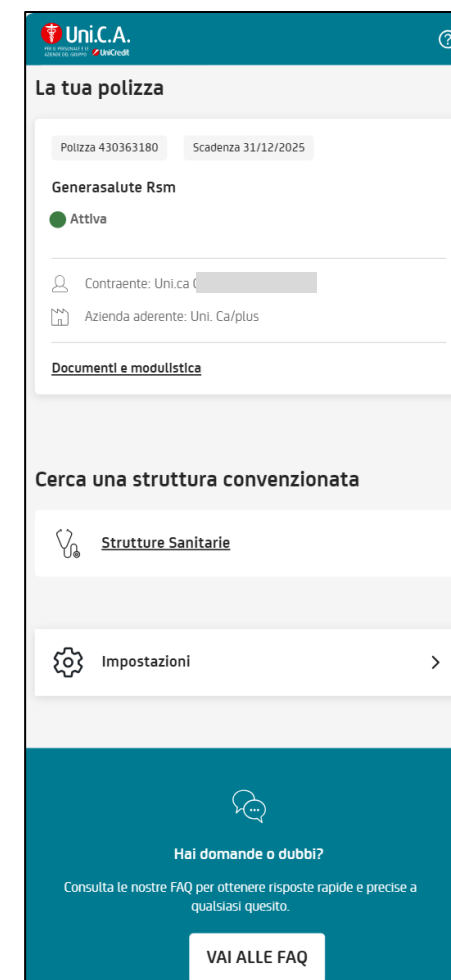 Uni.C.A.
PER IL PERSONALE E LE
AZIENDE DEL GRUPPO UniCredit
?
La tua polizza
Polizza 430363180 Scadenza 31/12/2025
Generasalute Rsm
Attiva
Contraente: Uni.ca
Azienda aderente: Uni. Ca/plus
Documenti e modulistica
Cerca una struttura convenzionata
Strutture Sanitarie
Impostazioni
Hai domande o dubbi?
Consulta le nostre FAQ per ottenere risposte rapide e precise a
qualsiasi quesito.
VAI ALLE FAQ